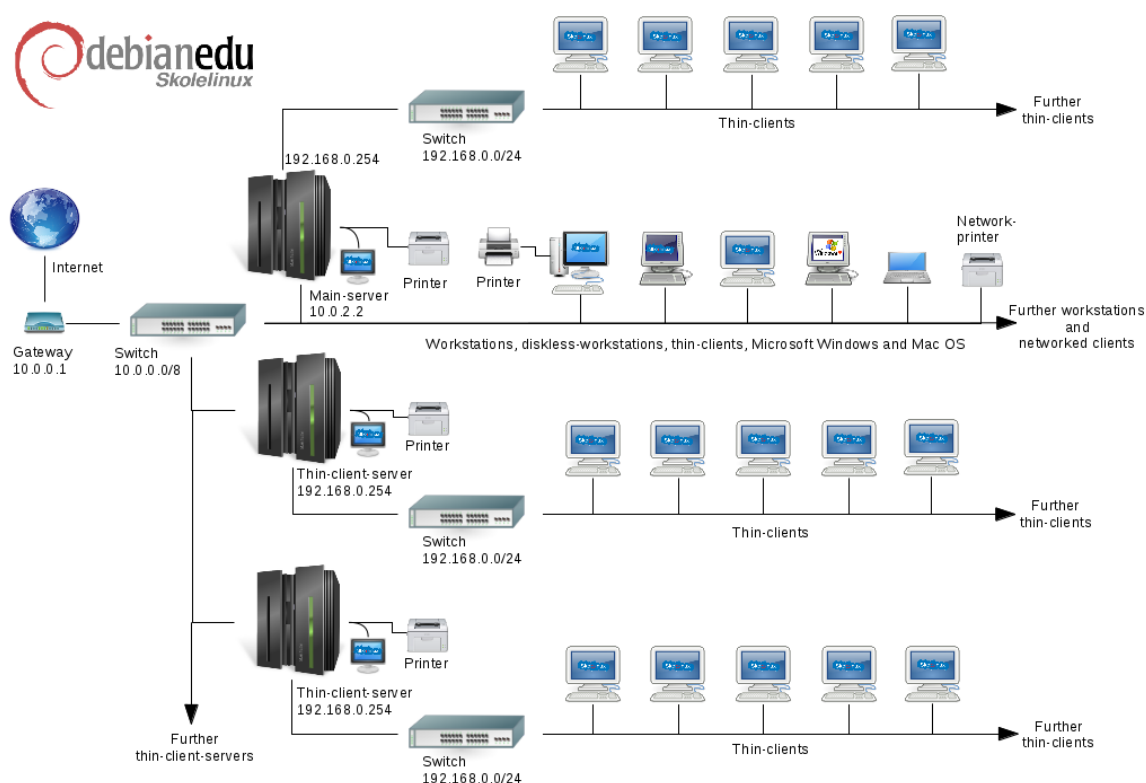 debianedu
Skolelinux
Switch
192.168.0.0/24
Thin-clients
Further
thin-clients
192.168.0.254
Internet
Gateway
10.0.0.1
Switch
10.0.0.0/8
Main-server
10.0.2.2
Printer
Printer
Windows
Network-
printer
Workstations, diskless-workstations, thin-clients, Microsoft Windows and Mac OS
Further workstations
and
networked clients
Printer
Thin-client-server
192.168.0.254
Switch
192.168.0.0/24
Thin-clients
Further
thin-clients
Printer
Thin-client-server
192.168.0.254
Switch
192.168.0.0/24
Thin-clients
Further
thin-clients
Further
thin-client-servers